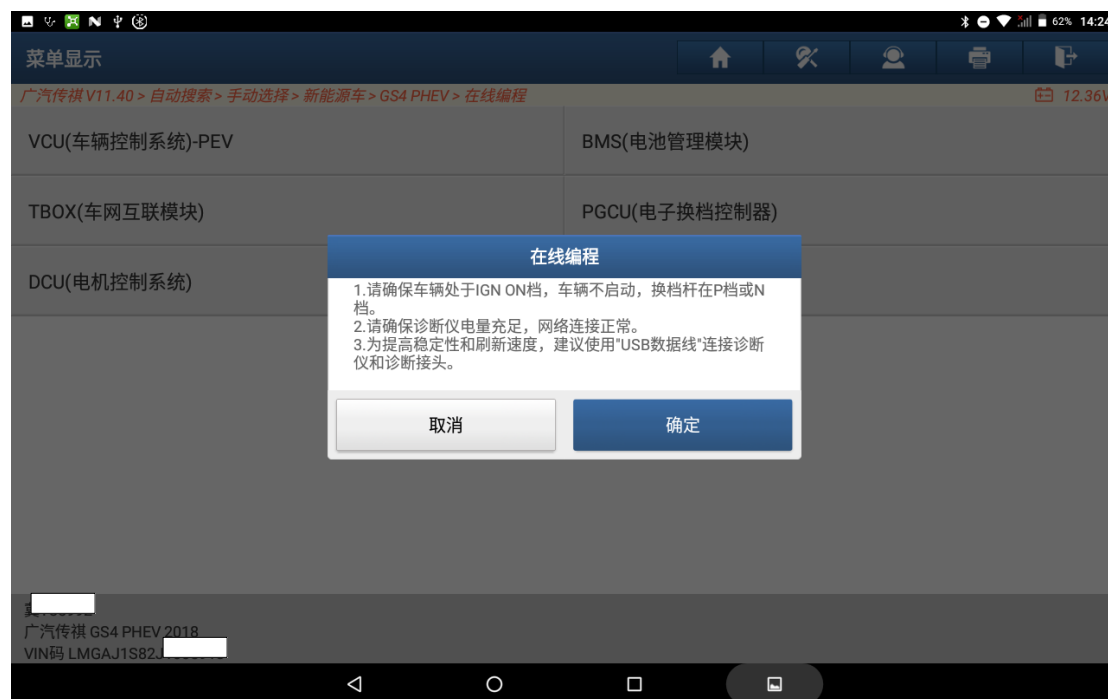 62% 14:24
菜单显示
广汽传祺 V11.40 > 自动搜索 > 手动选择 > 新能源车 > GS4 PHEV > 在线编程
12.36V
VCU(车辆控制系统)-PEV
BMS(电池管理模块)
TBOX(车网互联模块)
PGCU(电子换档控制器)
DCU(电机控制系统)
在线编程
1.请确保车辆处于IGN ON档，车辆不启动，换档杆在P档或N
档。
2.请确保诊断仪电量充足，网络连接正常。
3.为提高稳定性和刷新速度，建议使用"USB数据线"连接诊断
仪和诊断接头。
取消
确定
广汽传祺 GS4 PHEV 2018
VIN码 LMGAJ1S82J